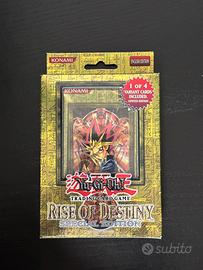 KONAMI
ENGLISH EDITION
1 of 4
VARIANT CARDS
INCLUDED
LIMITED EDITION
KONAMI
Yu-Gi-Oh!
TRADING CARD GAME
RISE OF DESTINY
SPECIAL EDITION
subito